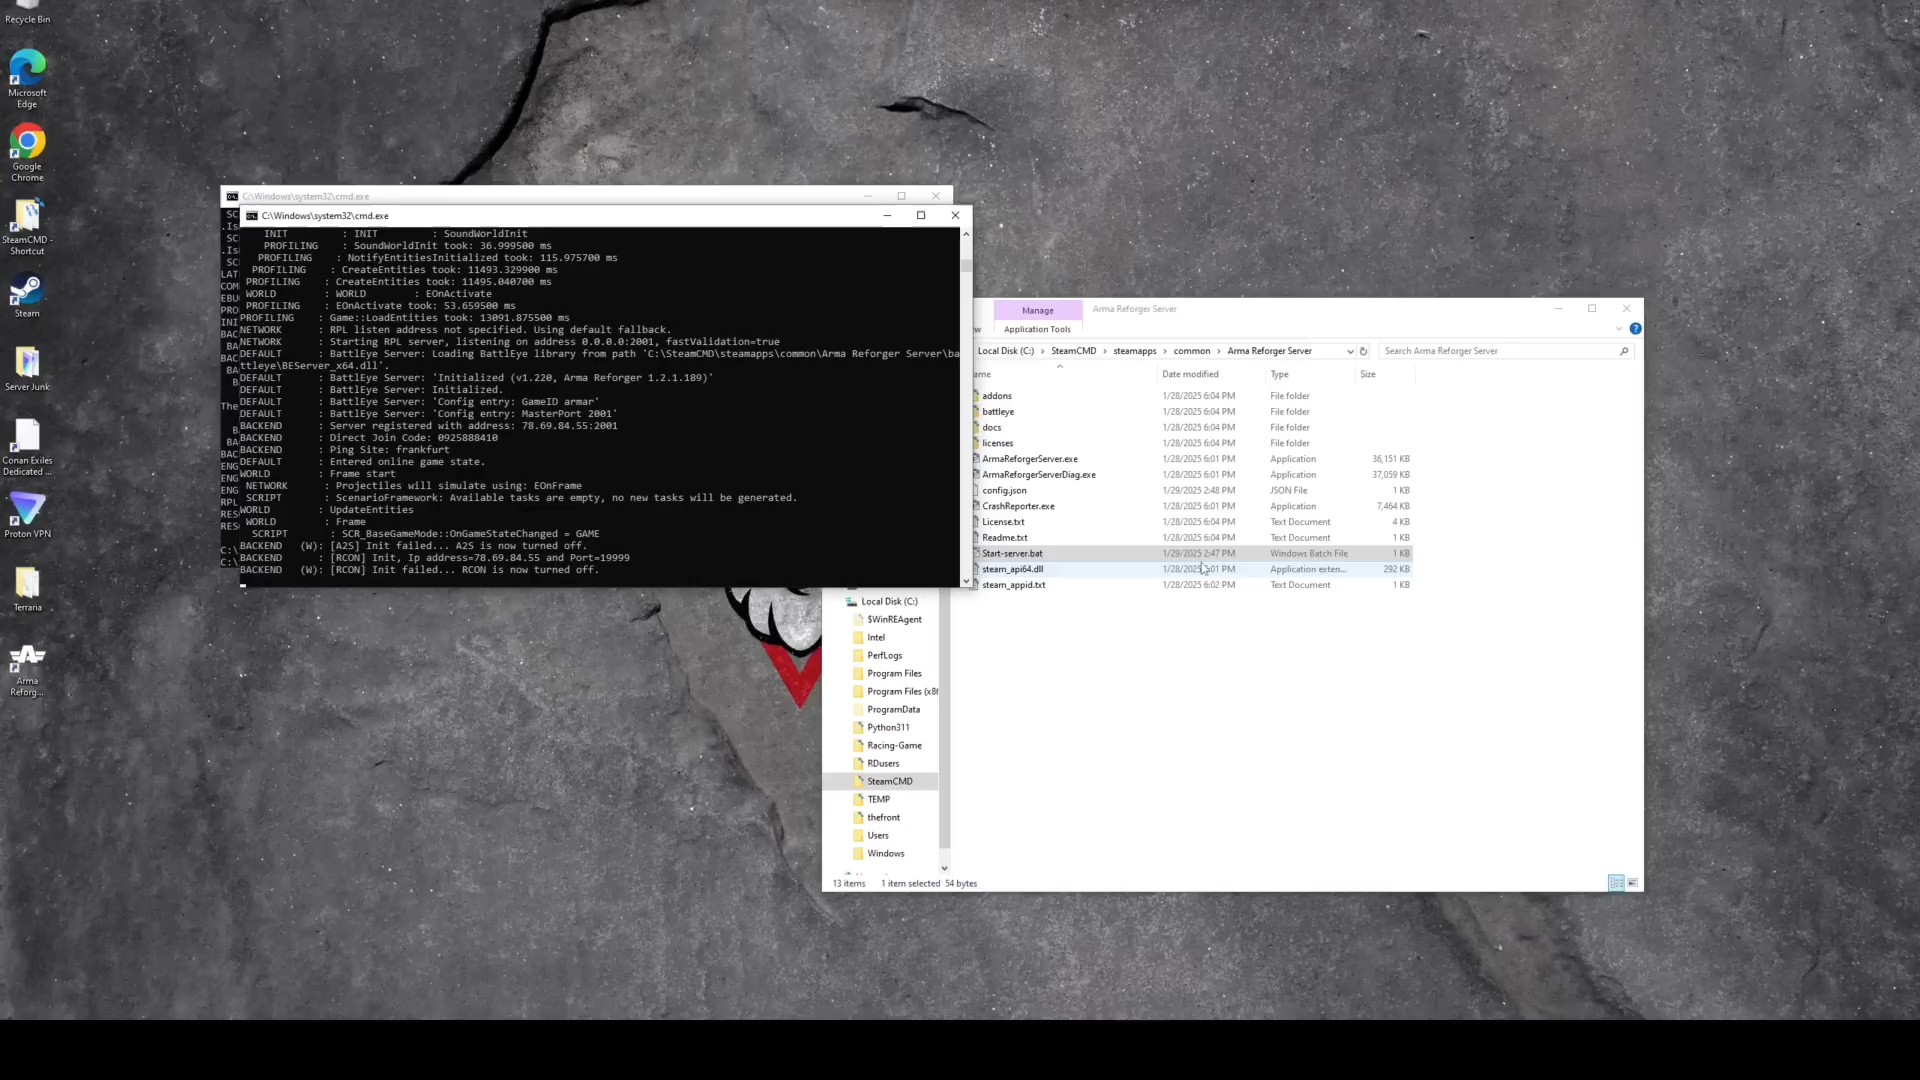 Recycle Bin
Microsoft
Edge
Google
Chrome
SteamCMD -
Shortcut
Steam
Server Junk
Conan Exiles
Dedicated ...
Proton VPN
Terraria
Arma
Reforg...
C:\Windows\system32\cmd.exe
C:\Windows\system32\cmd.exe
INIT : INIT : SoundWorldInit
PROFILING : SoundWorldInit took: 36.999500 ms
PROFILING : NotifyEntitiesInitialized took: 115.975700 ms
PROFILING : CreateEntities took: 11493.329900 ms
PROFILING : CreateEntities took: 11495.040700 ms
WORLD : WORLD : EOnActivate
PROFILING : EOnActivate took: 53.659500 ms
PROFILING : Game::LoadEntities took: 13091.875500 ms
NETWORK : RPL listen address not specified. Using default fallback.
NETWORK : Starting RPL server, listening on address 0.0.0.0:2001, fastValidation=true
DEFAULT : BattlEye Server: Loading BattlEye library from path 'C:\SteamCMD\steamapps\common\Arma Reforger Server\ba
ttleye\BEServer_x64.dll'.
DEFAULT : BattlEye Server: 'Initialized (v1.220, Arma Reforger 1.2.1.189)'
DEFAULT : BattlEye Server: Initialized.
DEFAULT : BattlEye Server: 'Config entry: GameID armar'
DEFAULT : BattlEye Server: 'Config entry: MasterPort 2001'
BACKEND : Server registered with address: 78.69.84.55:2001
BACKEND : Direct Join Code: 0925888410
BACKEND : Ping Site: frankfurt
DEFAULT : Entered online game state.
WORLD : Frame start
NETWORK : Projectiles will simulate using: EOnFrame
SCRIPT : ScenarioFramework: Available tasks are empty, no new tasks will be generated.
WORLD : UpdateEntities
WORLD : Frame
SCRIPT : SCR_BaseGameMode::OnGameStateChanged = GAME
BACKEND (W): [A2S] Init failed... A2S is now turned off.
BACKEND : [RCON] Init, Ip address=78.69.84.55 and Port=19999
BACKEND (W): [RCON] Init failed... RCON is now turned off.
Manage
Arma Reforger Server
Application Tools
Local Disk (C:) > SteamCMD > steamapps > common > Arma Reforger Server
Search Arma Reforger Server
Date modified Type Size
addons 1/28/2025 6:04 PM File folder
battleye 1/28/2025 6:04 PM File folder
docs 1/28/2025 6:04 PM File folder
licenses 1/28/2025 6:04 PM File folder
ArmaReforgerServer.exe 1/28/2025 6:01 PM Application 36,151 KB
ArmaReforgerServerDiag.exe 1/28/2025 6:01 PM Application 37,059 KB
config.json 1/29/2025 2:48 PM JSON File 1 KB
CrashReporter.exe 1/28/2025 6:01 PM Application 7,464 KB
License.txt 1/28/2025 6:04 PM Text Document 4 KB
Readme.txt 1/28/2025 6:04 PM Text Document 1 KB
Start-server.bat 1/29/2025 2:47 PM Windows Batch File 1 KB
steam_api64.dll 1/28/2025 :01 PM Application exten... 292 KB
steam_appid.txt 1/28/2025 6:02 PM Text Document 1 KB
Local Disk (C:)
$WinREAgent
Intel
PerfLogs
Program Files
Program Files (x86
ProgramData
Python311
Racing-Game
RDusers
SteamCMD
TEMP
thefront
Users
Windows
13 items 1 item selected 54 bytes